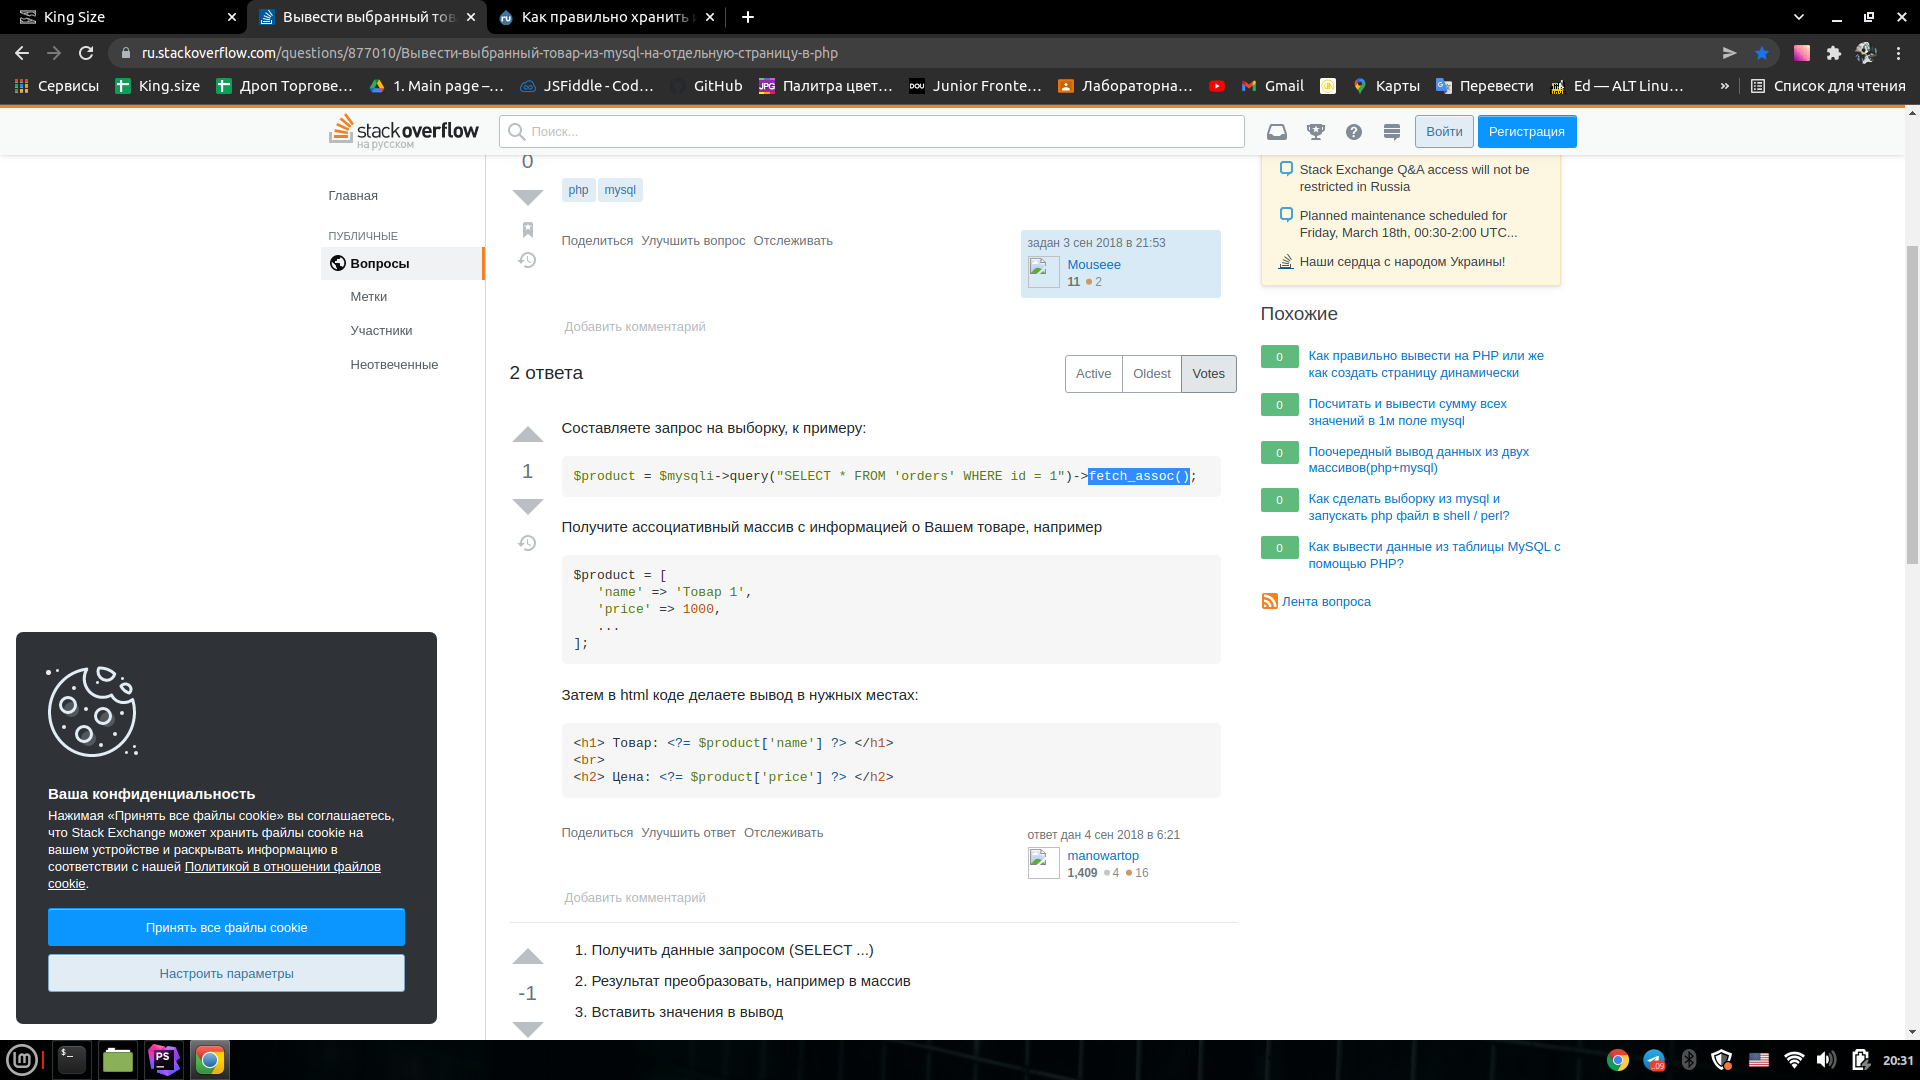 King Size
Вывести выбранный тов
Как правильно хранить
ru.stackoverflow.com/questions/877010/Вывести-выбранный-товар-из-mysql-на-отдельную-страницу-в-php
Сервисы
King.size
Дроп Торгове…
1. Main page –…
JSFiddle - Cod…
GitHub
JPG
Палитра цвет…
DOU
Junior Fronte…
Лабораторна…
Gmail
Карты
Перевести
Ed — ALT Linu…
»
Список для чтения
stackoverflow
на русском
Поиск...
Войти
Регистрация
Главная
ПУБЛИЧНЫЕ
Вопросы
Метки
Участники
Неотвеченные
0
php mysql
Поделиться Улучшить вопрос Отслеживать
задан 3 сен 2018 в 21:53
Mouseee
11 2
Добавить комментарий
2 ответа
Active Oldest Votes
Составляете запрос на выборку, к примеру:
1
$product = $mysqli->query("SELECT * FROM 'orders' WHERE id = 1")->fetch_assoc();
Получите ассоциативный массив с информацией о Вашем товаре, например
$product = [
'name' => 'Товар 1',
'price' => 1000,
...
];
Затем в html коде делаете вывод в нужных местах:
<h1> Товар: <?= $product['name'] ?> </h1>
<br>
<h2> Цена: <?= $product['price'] ?> </h2>
Поделиться Улучшить ответ Отслеживать
ответ дан 4 сен 2018 в 6:21
manowartop
1,409 4 16
Добавить комментарий
-1
1. Получить данные запросом (SELECT ...)
2. Результат преобразовать, например в массив
3. Вставить значения в вывод
Stack Exchange Q&A access will not be
restricted in Russia
Planned maintenance scheduled for
Friday, March 18th, 00:30-2:00 UTC...
Наши сердца с народом Украины!
Похожие
0 Как правильно вывести на PHP или же
как создать страницу динамически
0 Посчитать и вывести сумму всех
значений в 1м поле mysql
0 Поочередный вывод данных из двух
массивов(php+mysql)
0 Как сделать выборку из mysql и
запускать php файл в shell / perl?
0 Как вывести данные из таблицы MySQL с
помощью PHP?
Лента вопроса
Ваша конфиденциальность
Нажимая «Принять все файлы cookie» вы соглашаетесь,
что Stack Exchange может хранить файлы cookie на
вашем устройстве и раскрывать информацию в
соответствии с нашей Политикой в отношении файлов
cookie.
Принять все файлы cookie
Настроить параметры
PS
20:31